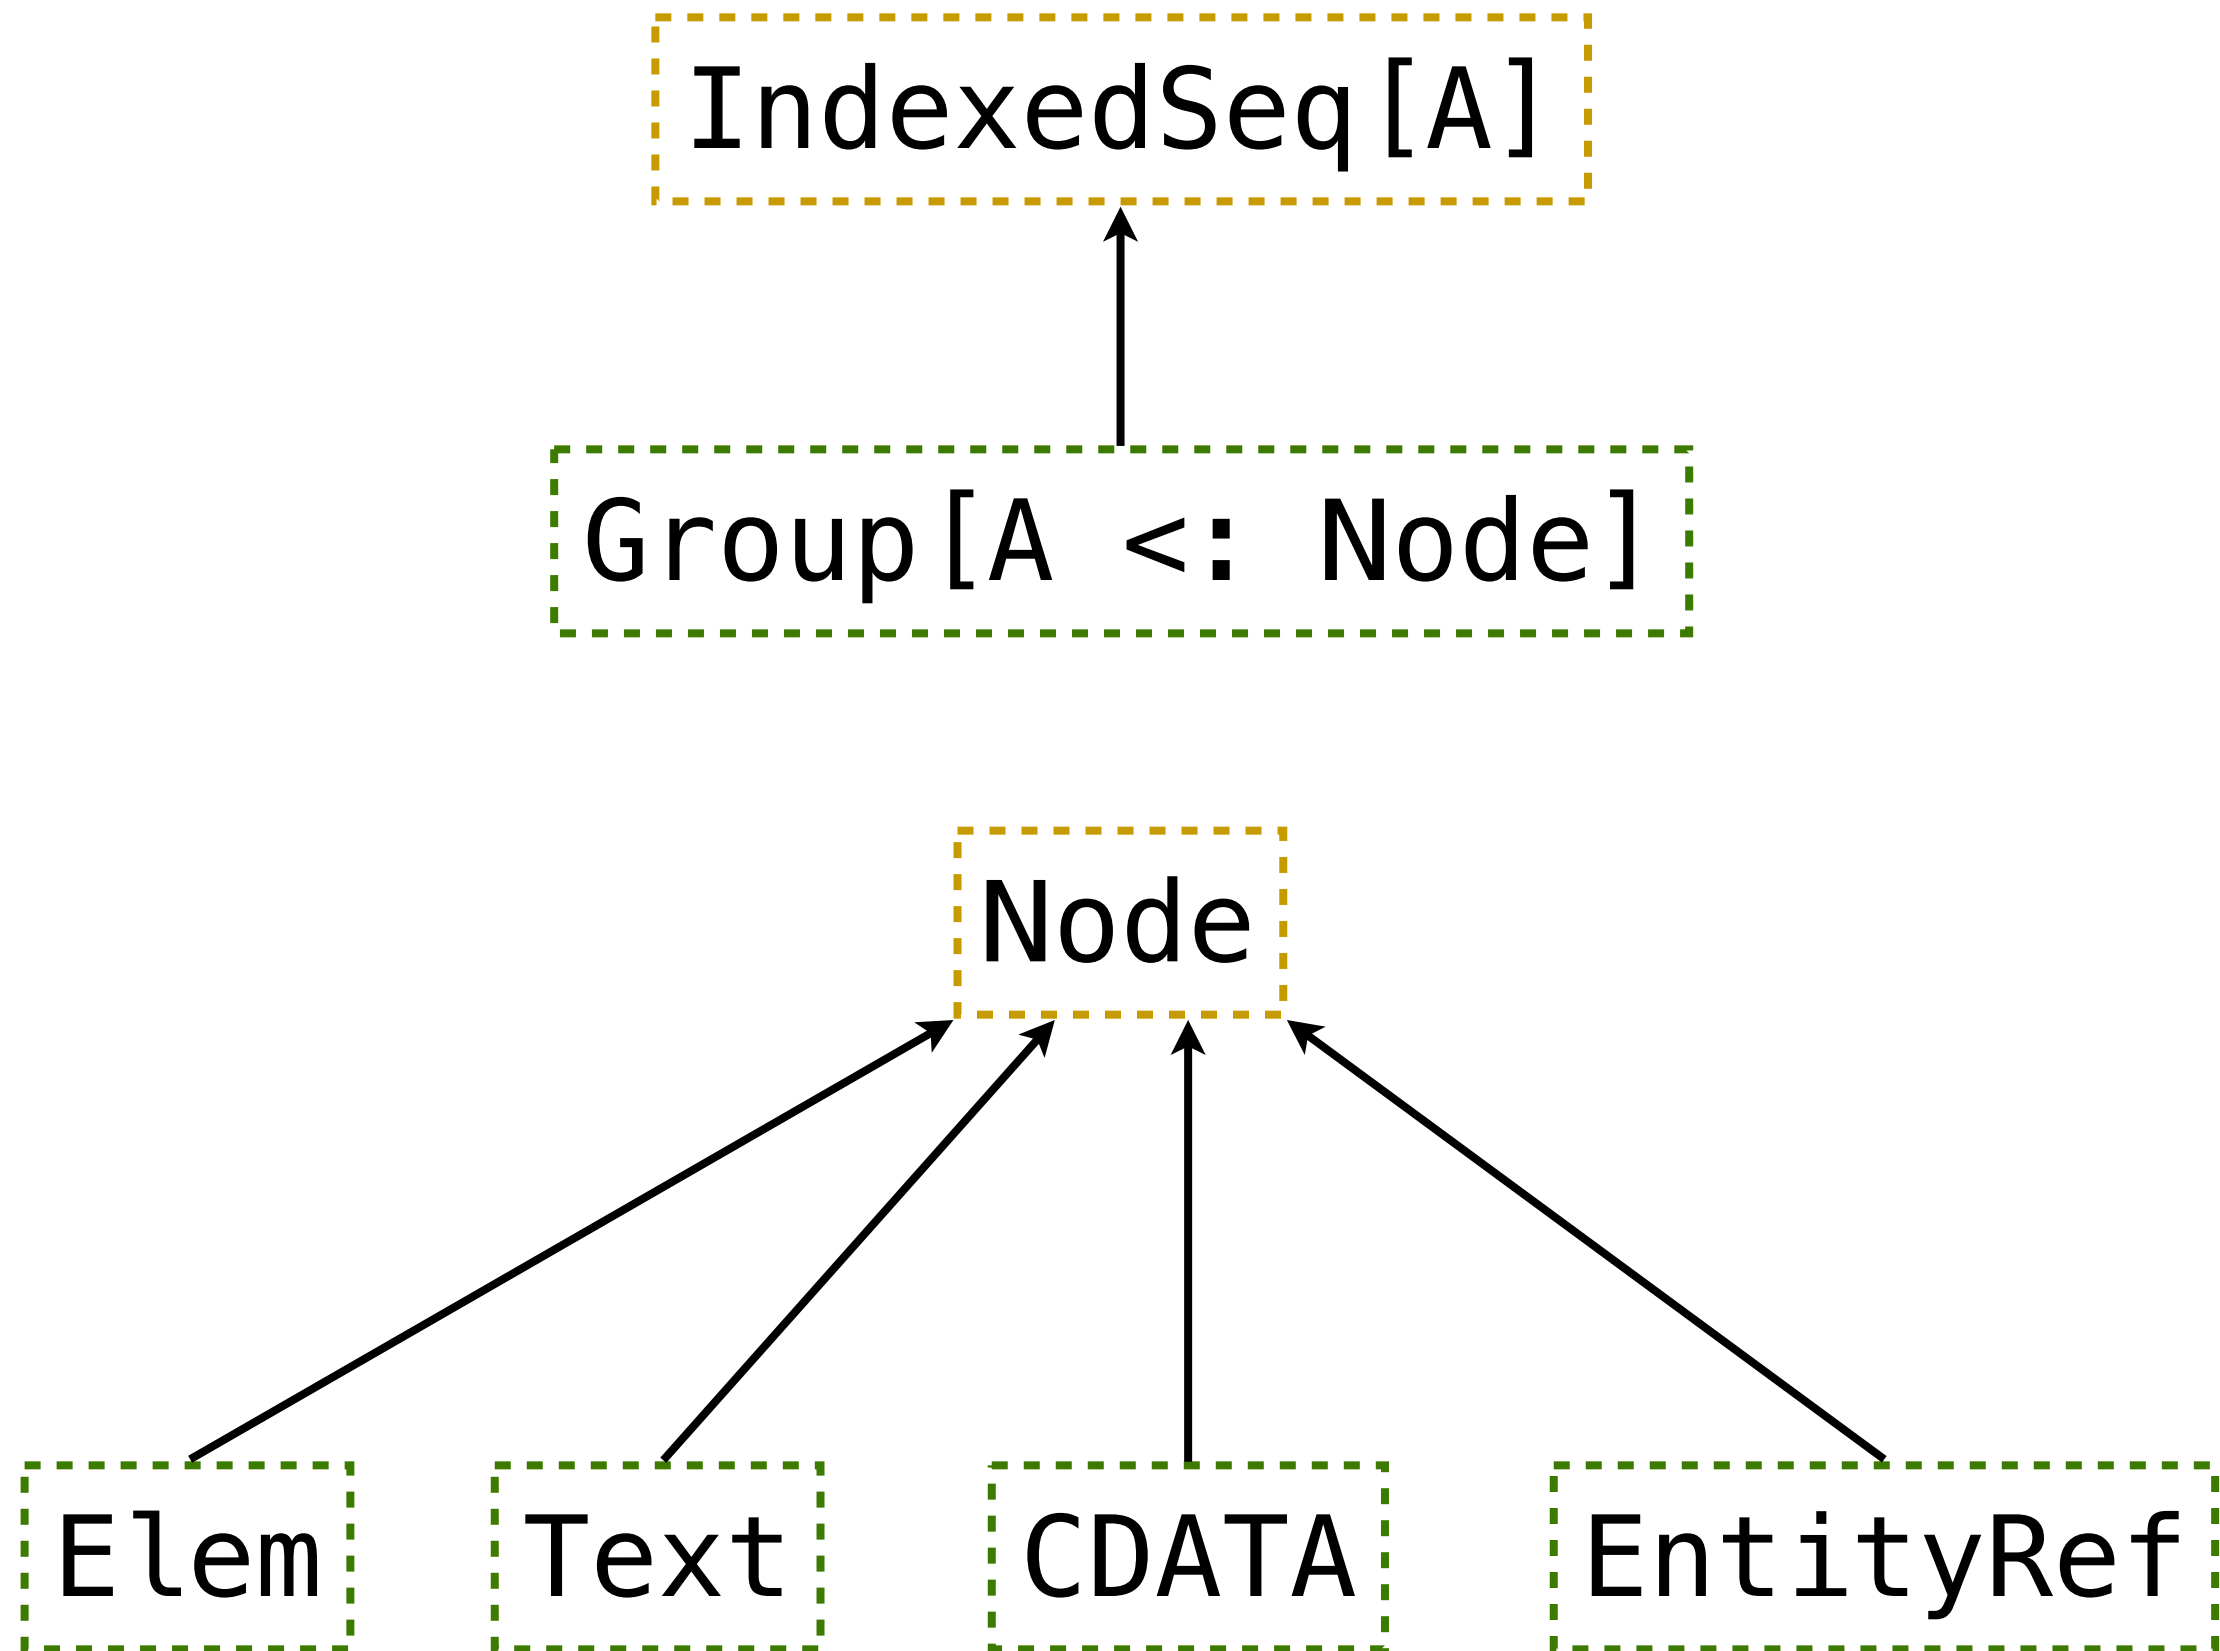 IndexedSeq[A]
Group[A <: Node]
Node
Elem
Text
CDATA
EntityRef